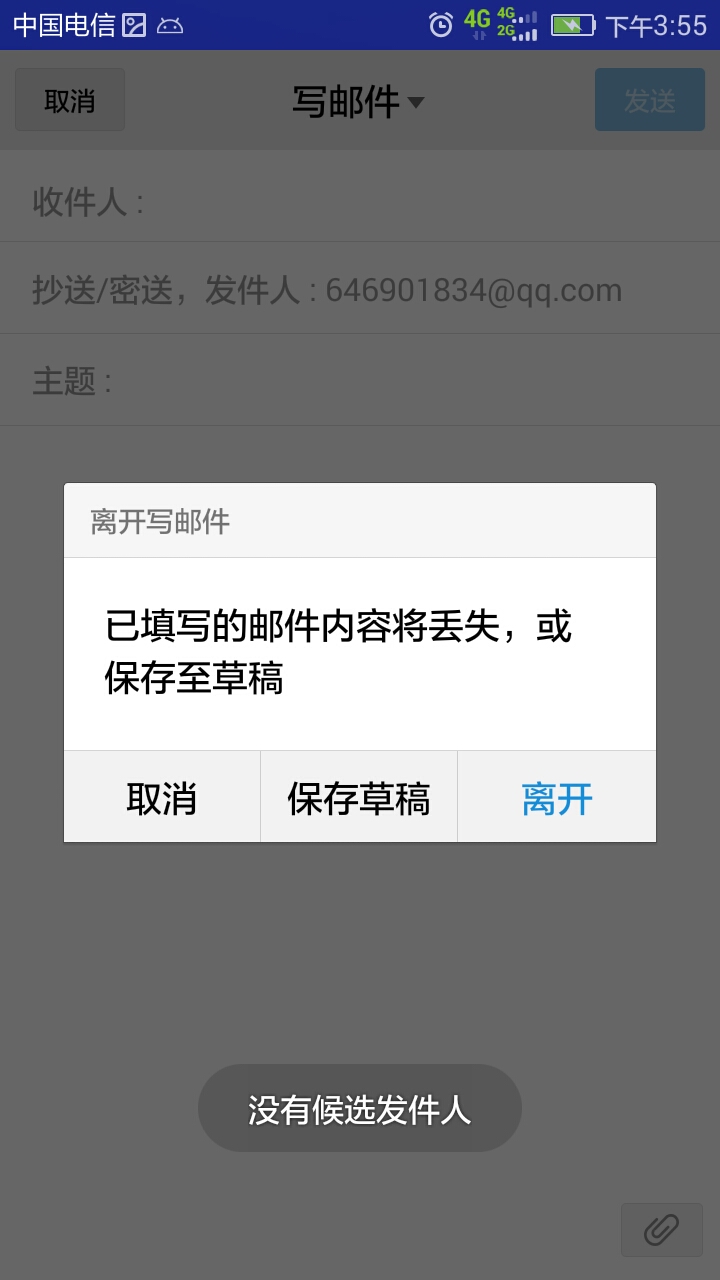 中国电信 4G 4G 2G 下午3:55
取消 写邮件 发送
收件人 :
抄送/密送，发件人 : 646901834@qq.com
主题 :
离开写邮件
已填写的邮件内容将丢失，或
保存至草稿
取消 保存草稿 离开
没有候选发件人